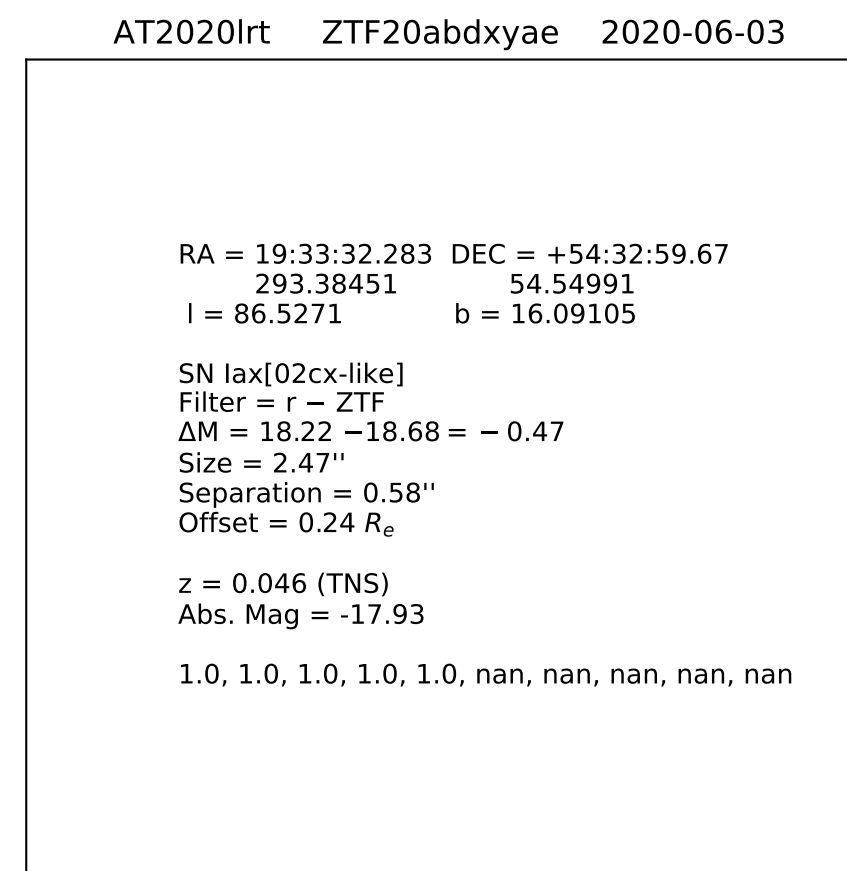 AT2020lrt ZTF20abdxyae 2020-06-03
RA = 19:33:32.283 DEC = +54:32:59.67
293.38451 54.54991
l = 86.5271 b = 16.09105
SN Iax[02cx-like]
Filter = r − ZTF
ΔM = 18.22 −18.68 = − 0.47
Size = 2.47''
Separation = 0.58''
Offset = 0.24 Re
z = 0.046 (TNS)
Abs. Mag = -17.93
1.0, 1.0, 1.0, 1.0, 1.0, nan, nan, nan, nan, nan